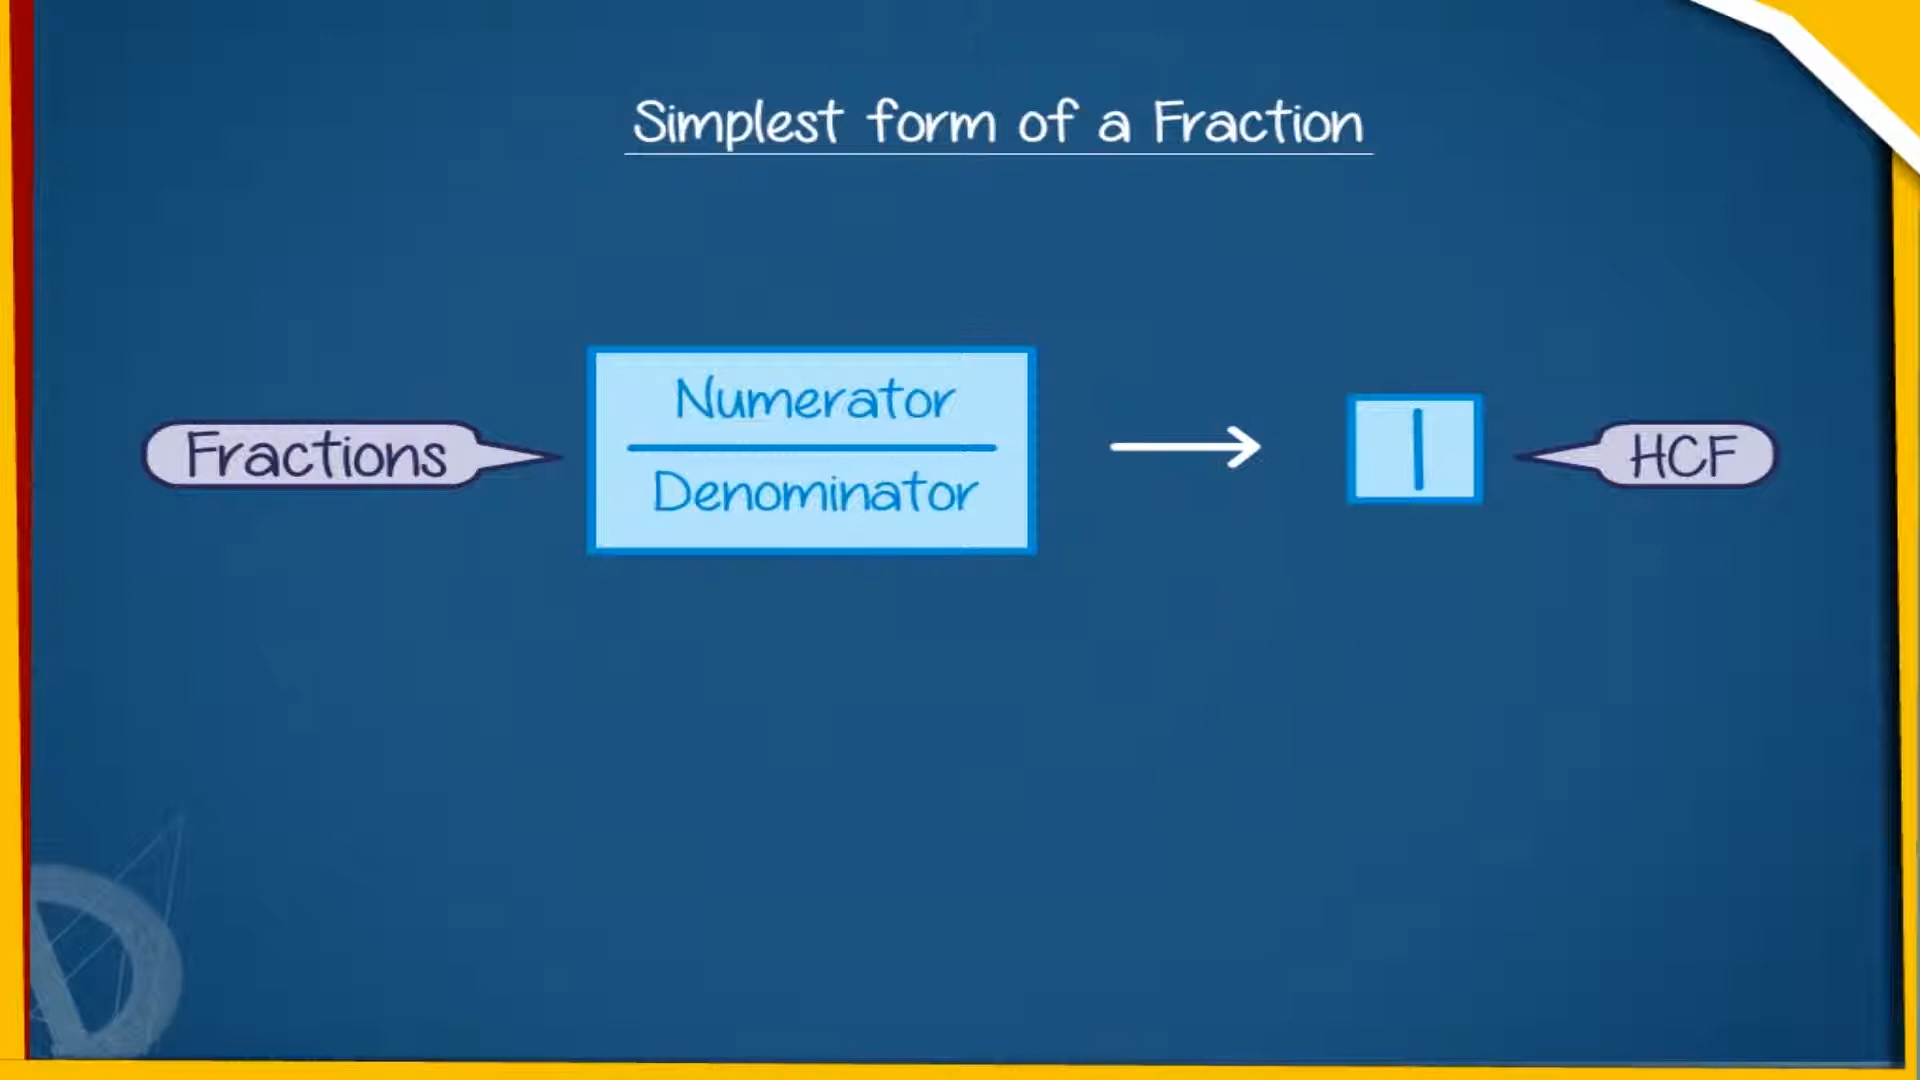 Simplest form of a Fraction
Fractions
Numerator
Denominator
1
HCF